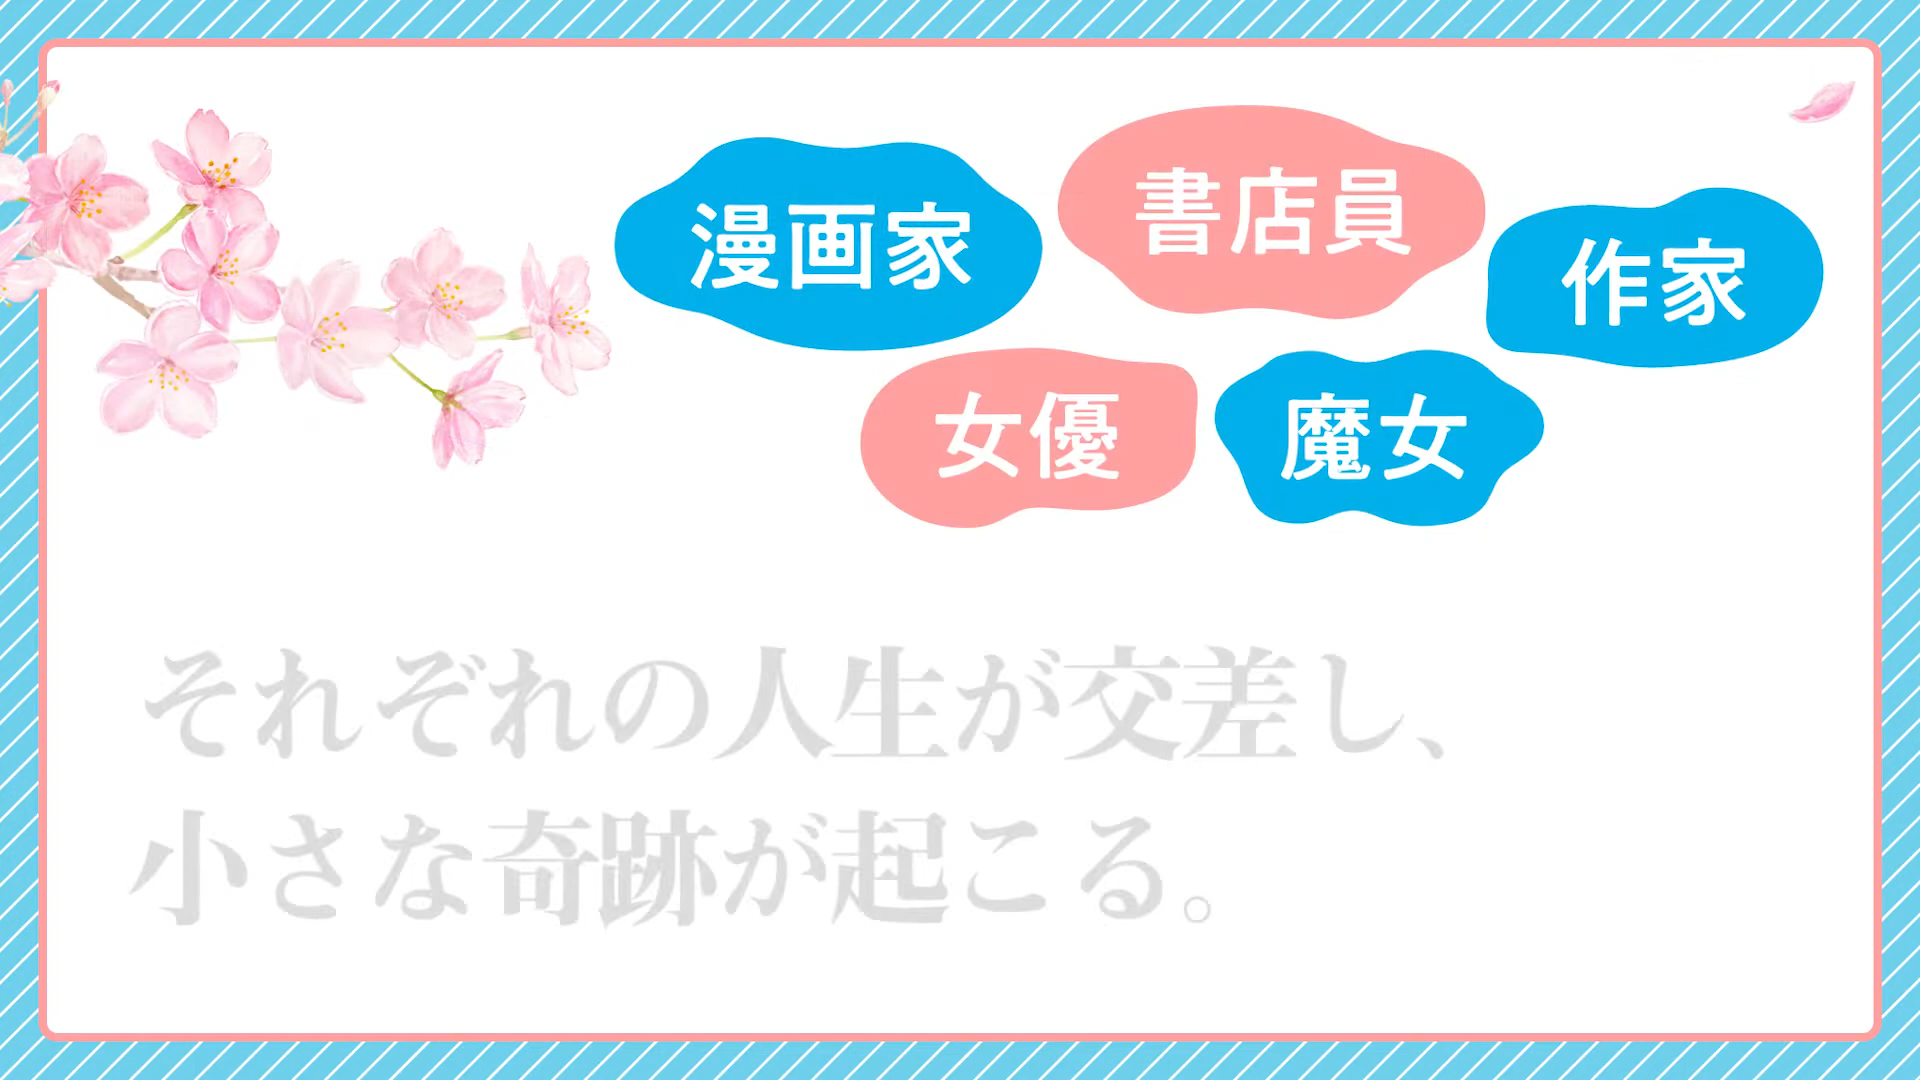 漫画家
書店員
作家
女優
魔女
それぞれの人生が交差し、
小さな奇跡が起こる。